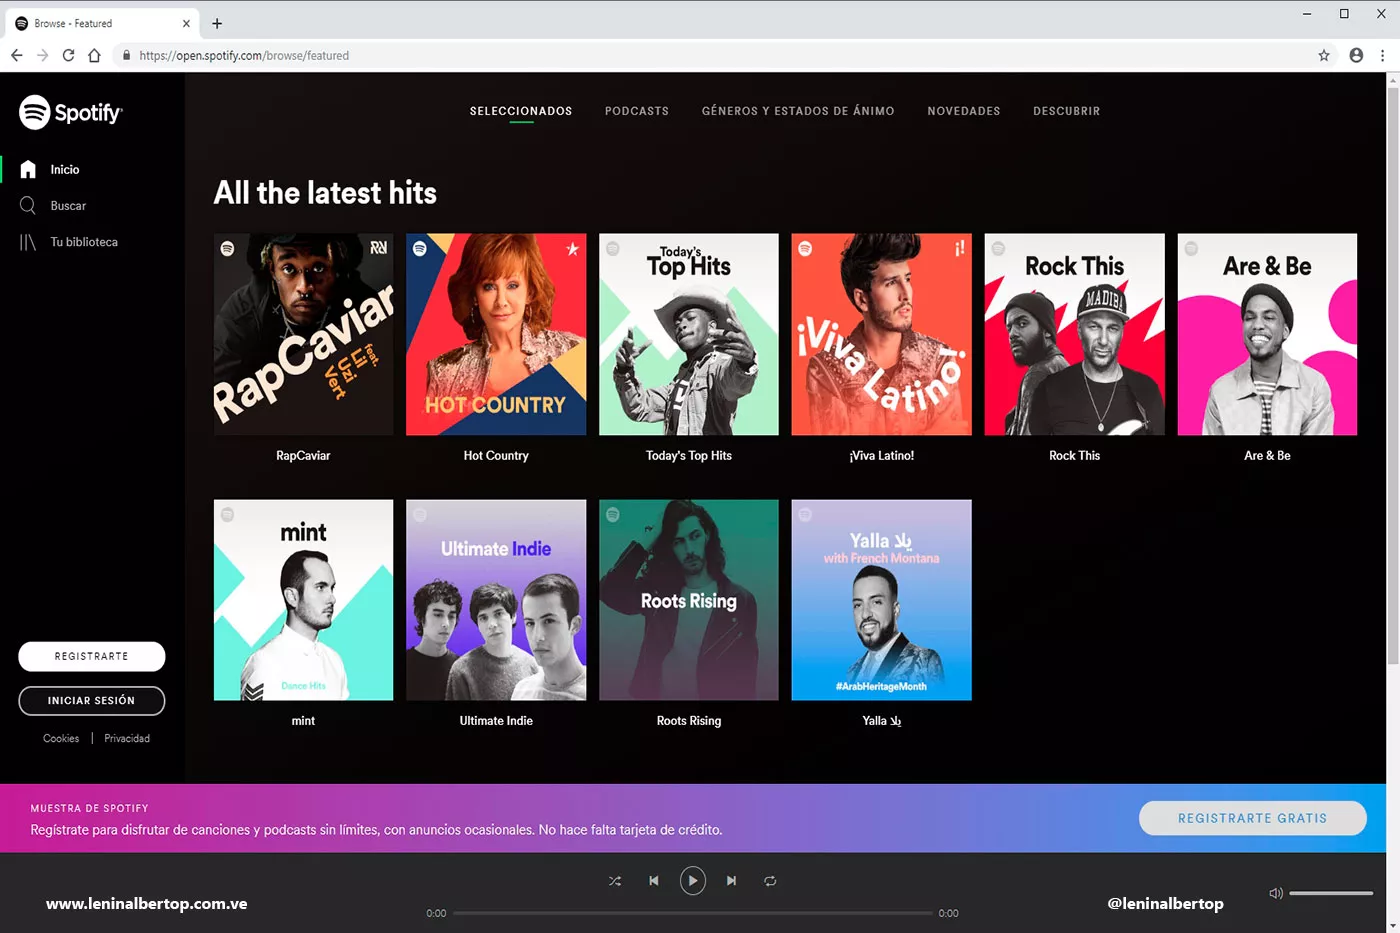 Browse - Featured
https://open.spotify.com/browse/featured
Spotify
SELECCIONADOS
PODCASTS
GÉNEROS Y ESTADOS DE ÁNIMO
NOVEDADES
DESCUBRIR
Inicio
Buscar
Tu biblioteca
All the latest hits
RapCaviar
feat.
Lil
Uzi
Vert
HOT COUNTRY
Today's
Top Hits
¡Viva Latino!
Rock This
MADIBA
Are & Be
RapCaviar
Hot Country
Today's Top Hits
¡Viva Latino!
Rock This
Are & Be
mint
Dance Hits
Ultimate Indie
Roots Rising
Yalla يلا
with French Montana
#ArabHeritageMonth
mint
Ultimate Indie
Roots Rising
Yalla يلا
REGISTRARTE
INICIAR SESIÓN
Cookies | Privacidad
MUESTRA DE SPOTIFY
Regístrate para disfrutar de canciones y podcasts sin límites, con anuncios ocasionales. No hace falta tarjeta de crédito.
REGISTRARTE GRATIS
www.leninalbertop.com.ve
0:00
0:00
@leninalbertop